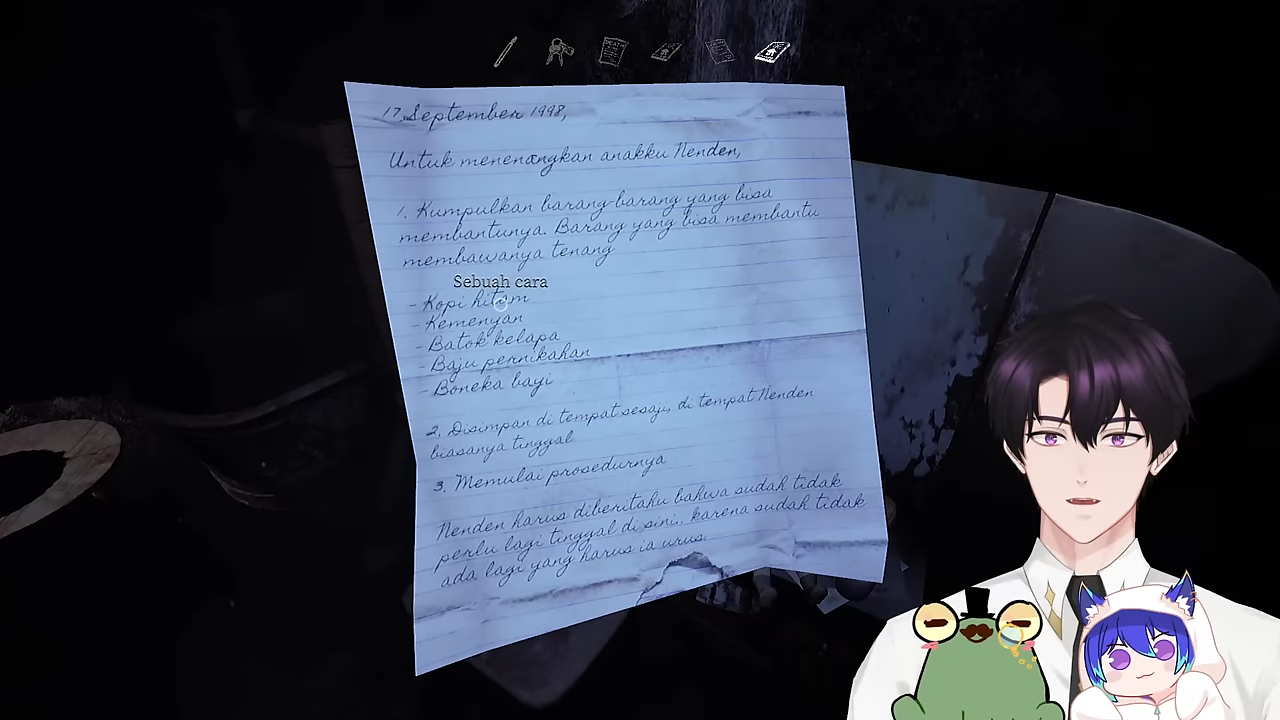 17 September 1998,
Untuk menenangkan anakku Nenden,
1. Kumpulkan barang-barang yang bisa
membantunya. Barang yang bisa membantu
membawanya tenang
Sebuah cara
- Kopi hitam
- Kemenyan
- Batok kelapa
- Baju pernikahan
- Boneka bayi
2. Disimpan di tempat sesaji, di tempat Nenden
biasanya tinggal
3. Memulai prosedurnya
Nenden harus diberitahu bahwa sudah tidak
perlu lagi tinggal di sini.. karena sudah tidak
ada lagi yang harus ia urus.